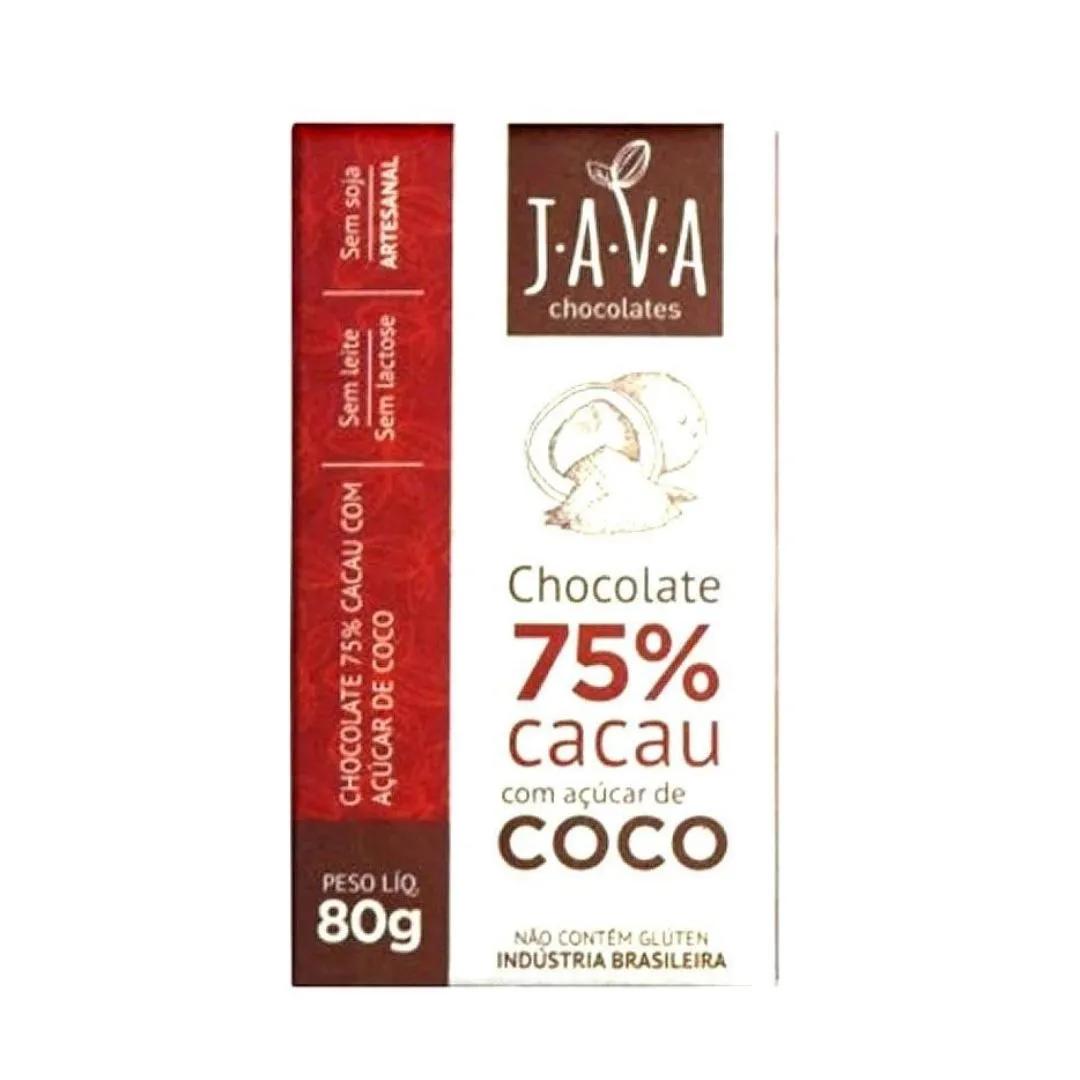 J.A.V.A
chocolates
Chocolate
75%
cacau
com açúcar de
COCO
NÃO CONTÉM GLÚTEN
INDÚSTRIA BRASILEIRA
CHOCOLATE 75% CACAU COM
AÇÚCAR DE COCO
Sem leite
Sem lactose
Sem soja
ARTESANAL
PESO LÍQ.
80g